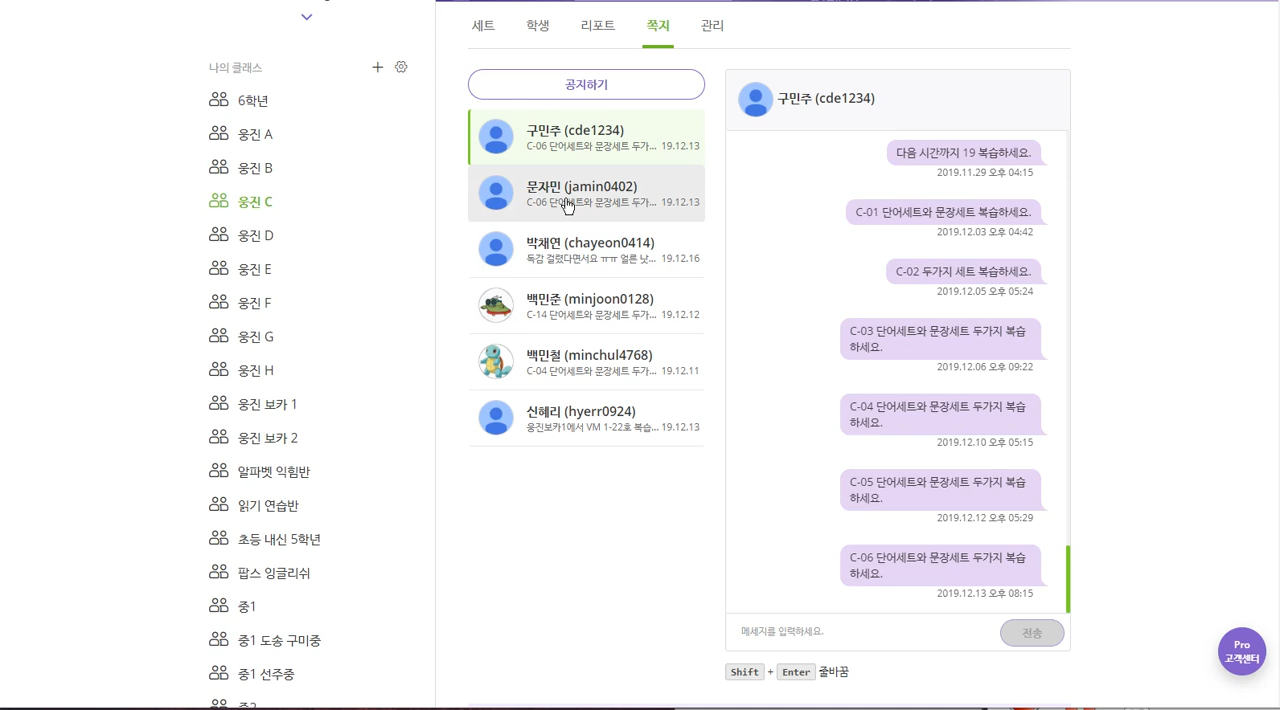 나의 클래스
6학년
웅진 A
웅진 B
웅진 C
웅진 D
웅진 E
웅진 F
웅진 G
웅진 H
웅진 보카 1
웅진 보카 2
알파벳 익힘반
읽기 연습반
초등 내신 5학년
팝스 잉글리쉬
중1
중1 도송 구미중
중1 선주중
세트 학생 리포트 쪽지 관리
공지하기
구민주 (cde1234)
C-06 단어세트와 문장세트 두가... 19.12.13
문자민 (jamin0402)
C-06 단어세트와 문장세트 두가... 19.12.13
박채연 (chayeon0414)
독감 걸렸다면서요 ㅠㅠ 얼른 낫... 19.12.16
백민준 (minjoon0128)
C-14 단어세트와 문장세트 두가... 19.12.12
백민철 (minchul4768)
C-04 단어세트와 문장세트 두가... 19.12.11
신혜리 (hyerr0924)
웅진보카1에서 VM 1-22호 복습... 19.12.13
구민주 (cde1234)
다음 시간까지 19 복습하세요.
2019.11.29 오후 04:15
C-01 단어세트와 문장세트 복습하세요.
2019.12.03 오후 04:42
C-02 두가지 세트 복습하세요.
2019.12.05 오후 05:24
C-03 단어세트와 문장세트 두가지 복습
하세요.
2019.12.06 오후 09:22
C-04 단어세트와 문장세트 두가지 복습
하세요.
2019.12.10 오후 05:15
C-05 단어세트와 문장세트 두가지 복습
하세요.
2019.12.12 오후 05:29
C-06 단어세트와 문장세트 두가지 복습
하세요.
2019.12.13 오후 08:15
메세지를 입력하세요.
전송
Shift + Enter 줄바꿈
Pro
고객센터